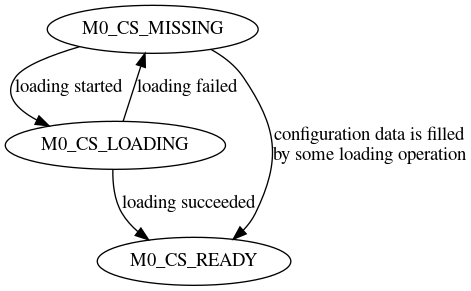 M0_CS_MISSING
loading started
loading failed
configuration data is filled
by some loading operation
M0_CS_LOADING
loading succeeded
M0_CS_READY